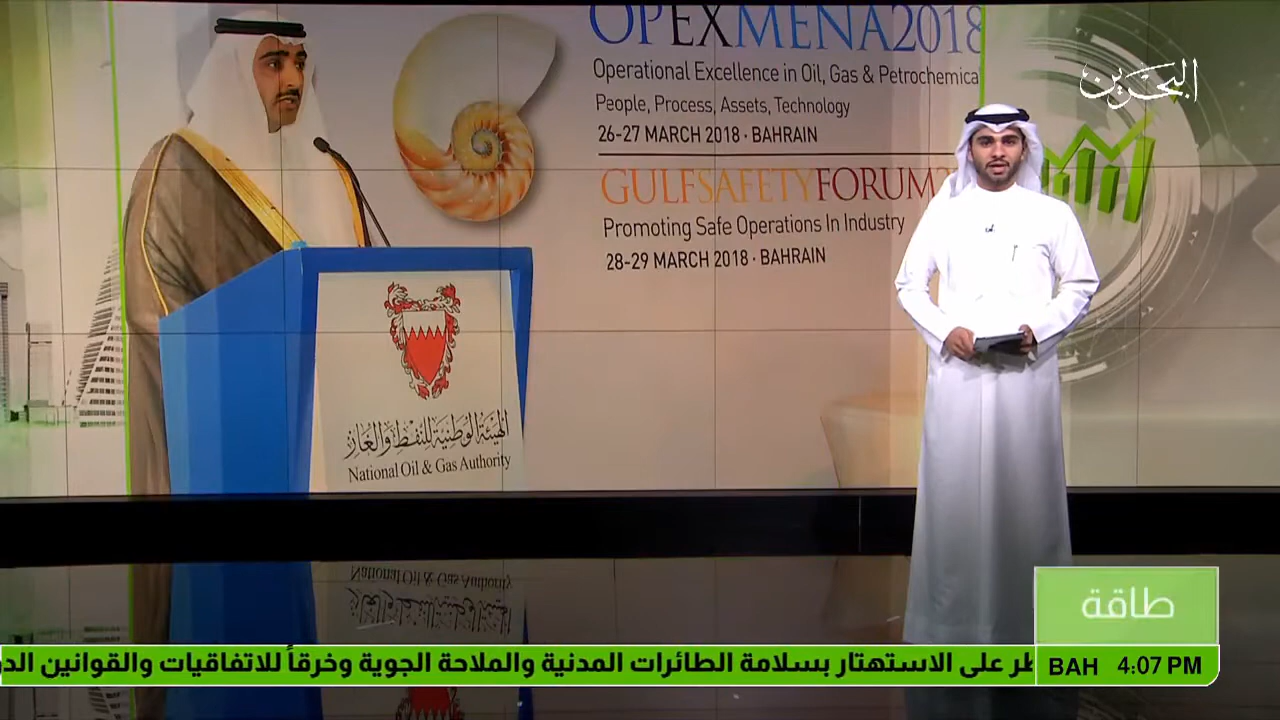 OPEXMENA2018
البحرين
Operational Excellence in Oil, Gas & Petrochemica
People, Process, Assets, Technology
26-27 MARCH 2018 · BAHRAIN
GULFSAFETYFORUM
Promoting Safe Operations In Industry
28-29 MARCH 2018 · BAHRAIN
الهيئة الوطنية للنفط والغاز
National Oil & Gas Authority
طاقة
طر على الاستهتار بسلامة الطائرات المدنية والملاحة الجوية وخرقاً للاتفاقيات والقوانين الد
BAH 4:07 PM